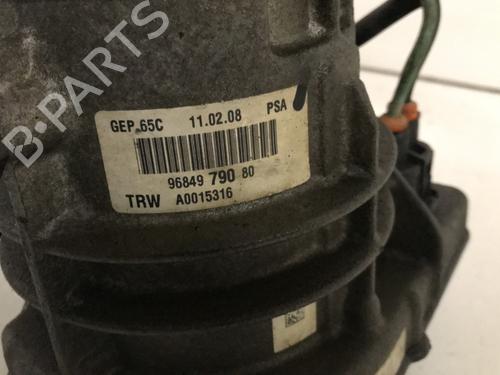 B-PARTS
GEP 65C 11.02.08 PSA
96849 790 80
TRW A0015316